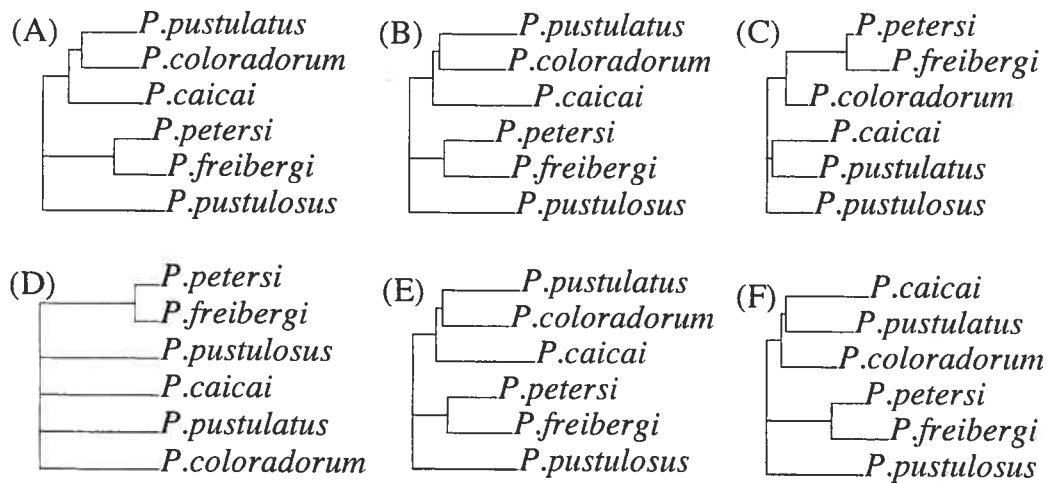 (A)
P.pustulatus
P.coloradorum
P.caicai
P.petersi
P.freibergi
P.pustulosus
(B)
P.pustulatus
P.coloradorum
P.caicai
P.petersi
P.freibergi
P.pustulosus
(C)
P.petersi
P.freibergi
P.coloradorum
P.caicai
P.pustulatus
P.pustulosus
(D)
P.petersi
P.freibergi
P.pustulosus
P.caicai
P.pustulatus
P.coloradorum
(E)
P.pustulatus
P.coloradorum
P.caicai
P.petersi
P.freibergi
P.pustulosus
(F)
P.caicai
P.pustulatus
P.coloradorum
P.petersi
P.freibergi
P.pustulosus